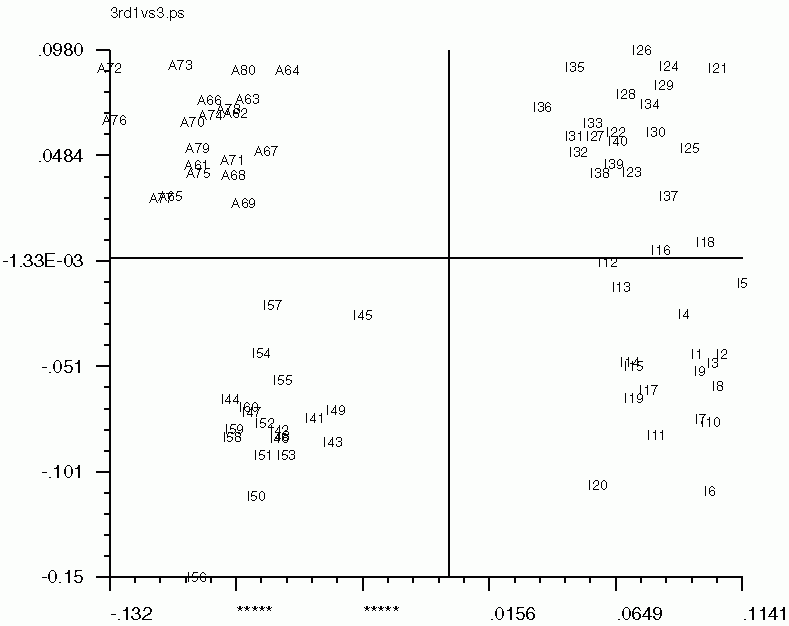 3rd1vs3.ps
.0980 I26
A72 A73 A80 A64 I35 I24 I21
I29
A66 A63 I28
A78 I36 I34
A76 A74 A62
A70 I33
I31 I27 I22 I30
I40
.0484 A79 A67 I32 I25
A61 A71 I39
A75 A68 I38 I23
A77 A65 I37
A69
I18
I16
-1.33E-03 I12
I13 I5
I57
I45 I4
I54 I1 I2
-.051 I14 I15 I3
I9
I55 I8
I17
I44 I19
I60
I47 I49
I52 I41 I7 I10
I59 I42
I58 I46 I43 I11
-.101 I51 I53
I20
I50 I6
-.15 I56
-.132 ***** ***** .0156 .0649 .1141